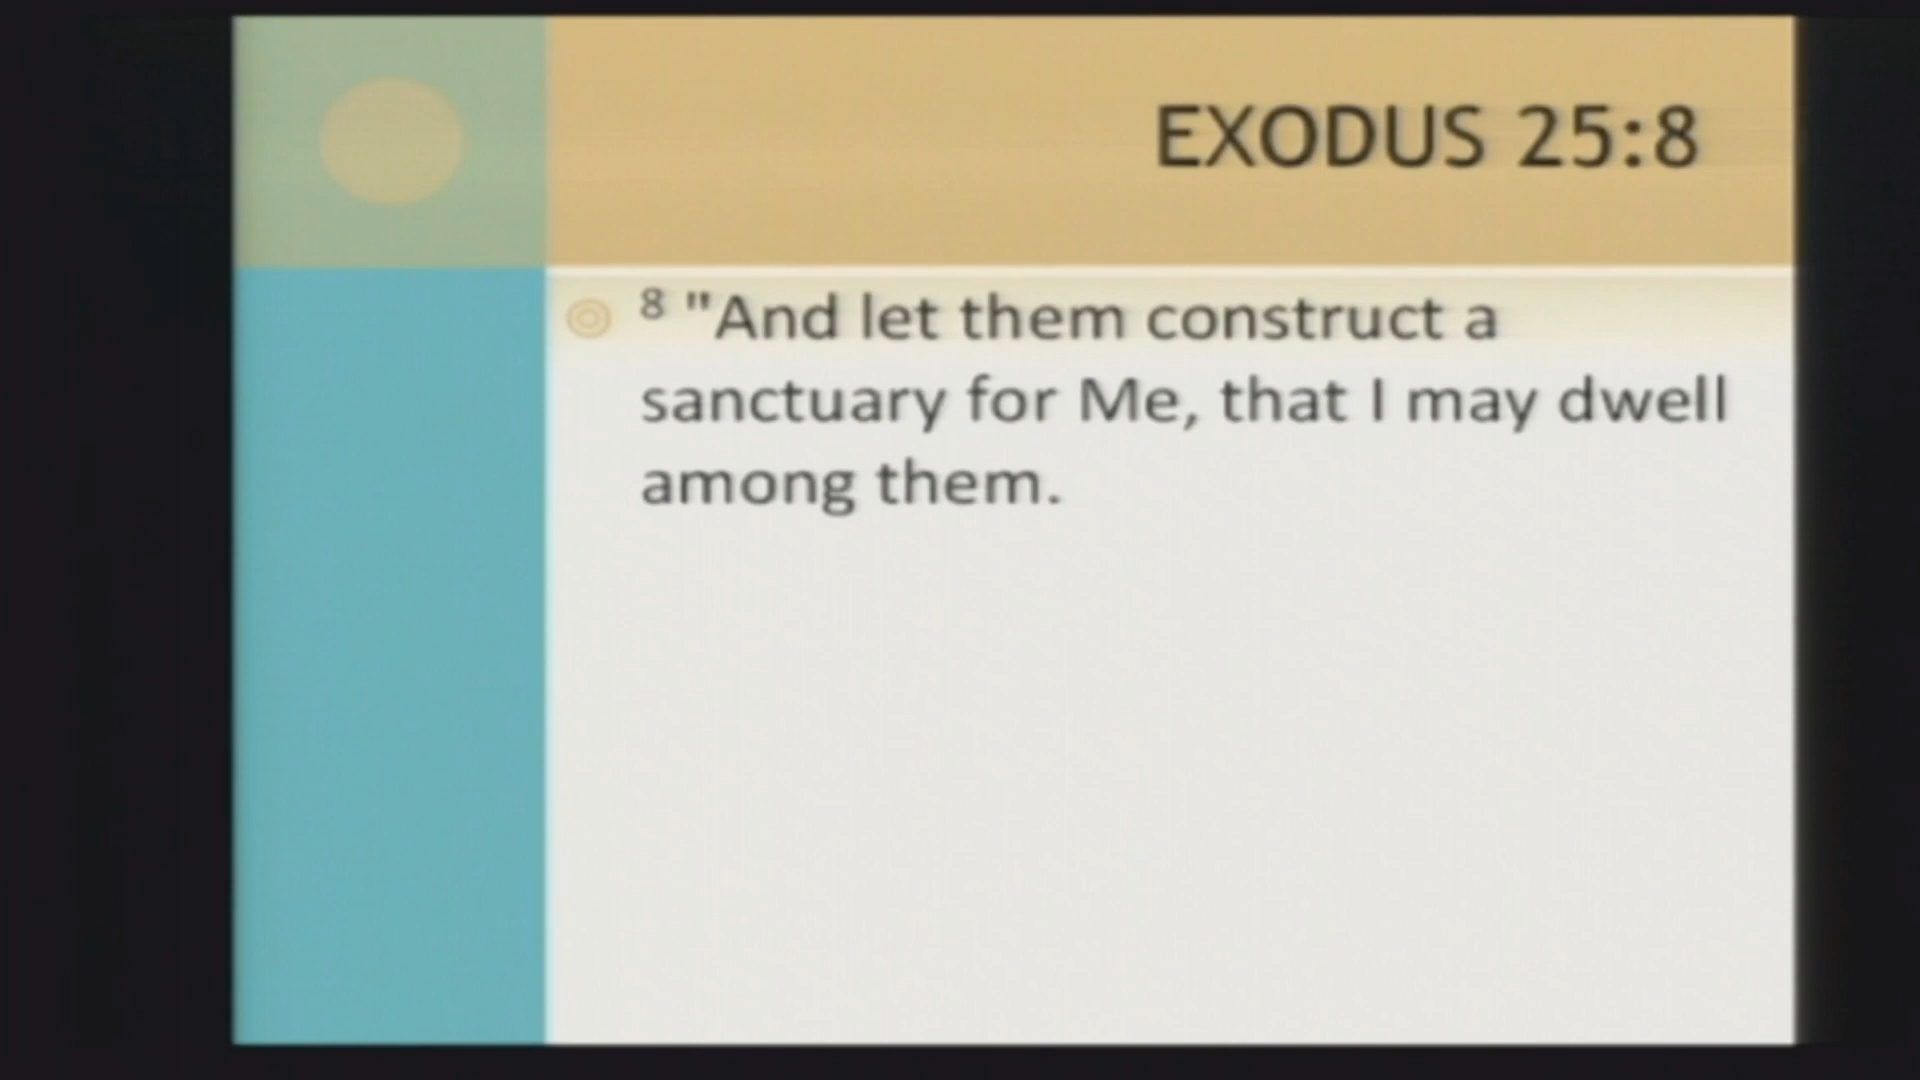 EXODUS 25:8
8 "And let them construct a
sanctuary for Me, that I may dwell
among them.